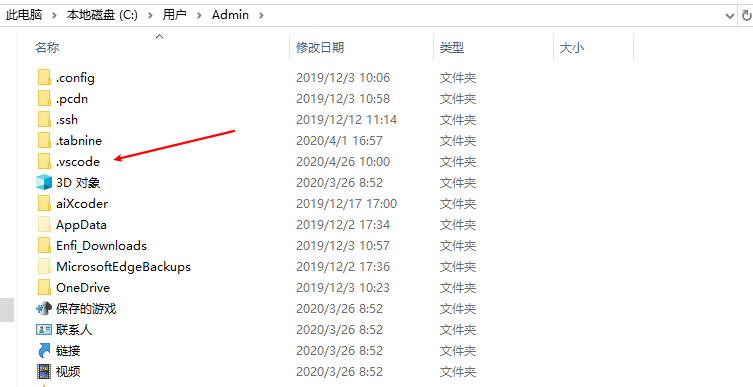 此电脑 > 本地磁盘 (C:) > 用户 > Admin >
名称 修改日期 类型 大小
.config 2019/12/3 10:06 文件夹
.pcdn 2019/12/3 10:58 文件夹
.ssh 2019/12/12 11:14 文件夹
.tabnine 2020/4/1 16:57 文件夹
.vscode 2020/4/26 10:00 文件夹
3D 对象 2020/3/26 8:52 文件夹
aiXcoder 2019/12/17 17:00 文件夹
AppData 2019/12/2 17:34 文件夹
Enfi_Downloads 2019/12/3 10:57 文件夹
MicrosoftEdgeBackups 2019/12/2 17:36 文件夹
OneDrive 2019/12/3 10:23 文件夹
保存的游戏 2020/3/26 8:52 文件夹
联系人 2020/3/26 8:52 文件夹
链接 2020/3/26 8:52 文件夹
视频 2020/3/26 8:52 文件夹